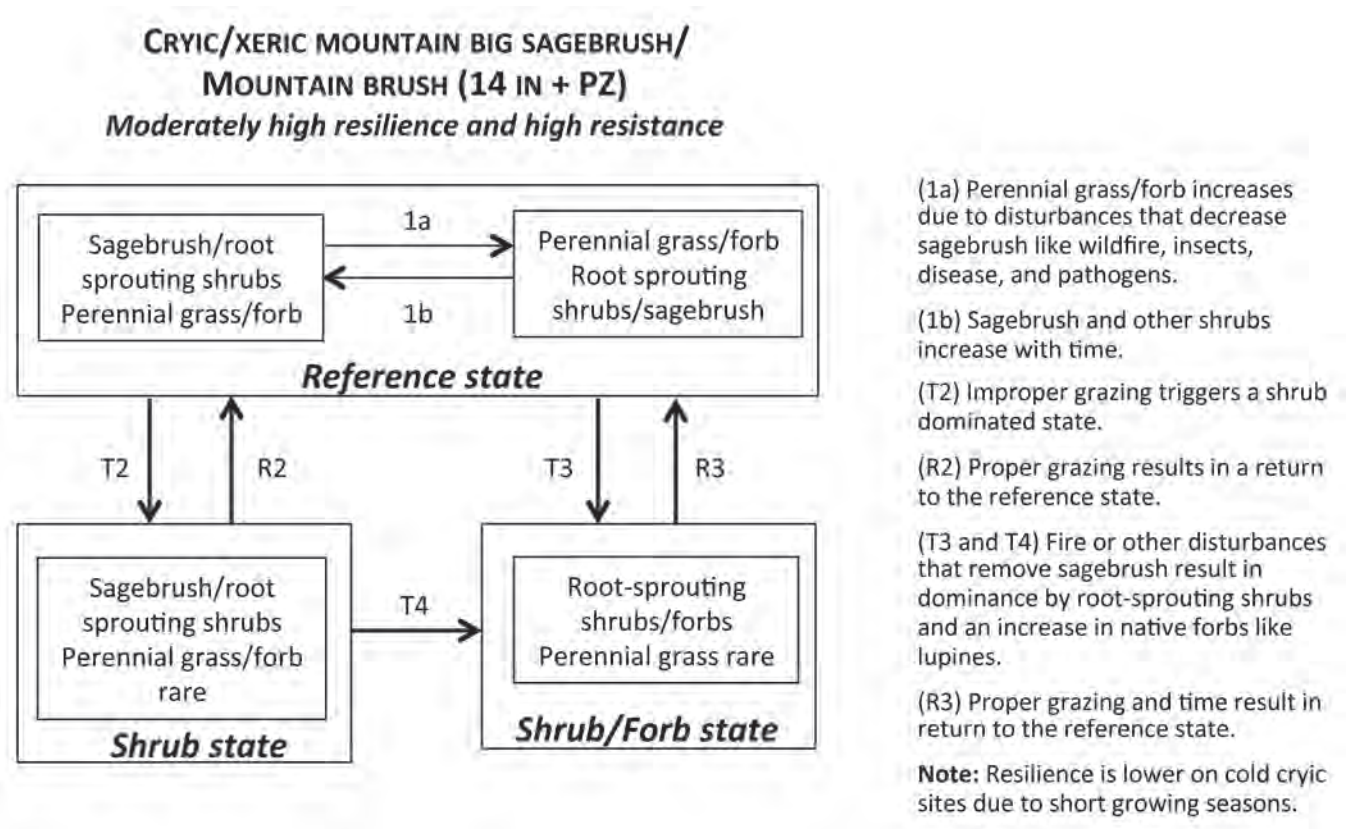 CRYIC/XERIC MOUNTAIN BIG SAGEBRUSH/
MOUNTAIN BRUSH (14 IN + PZ)
Moderately high resilience and high resistance
Sagebrush/root
sprouting shrubs
Perennial grass/forb
1a
1b
Perennial grass/forb
Root sprouting
shrubs/sagebrush
Reference state
T2
R2
T3
R3
Sagebrush/root
sprouting shrubs
Perennial grass/forb
rare
Shrub state
T4
Root-sprouting
shrubs/forbs
Perennial grass rare
Shrub/Forb state
(1a) Perennial grass/forb increases
due to disturbances that decrease
sagebrush like wildfire, insects,
disease, and pathogens.
(1b) Sagebrush and other shrubs
increase with time.
(T2) Improper grazing triggers a shrub
dominated state.
(R2) Proper grazing results in a return
to the reference state.
(T3 and T4) Fire or other disturbances
that remove sagebrush result in
dominance by root-sprouting shrubs
and an increase in native forbs like
lupines.
(R3) Proper grazing and time result in
return to the reference state.
Note: Resilience is lower on cold cryic
sites due to short growing seasons.